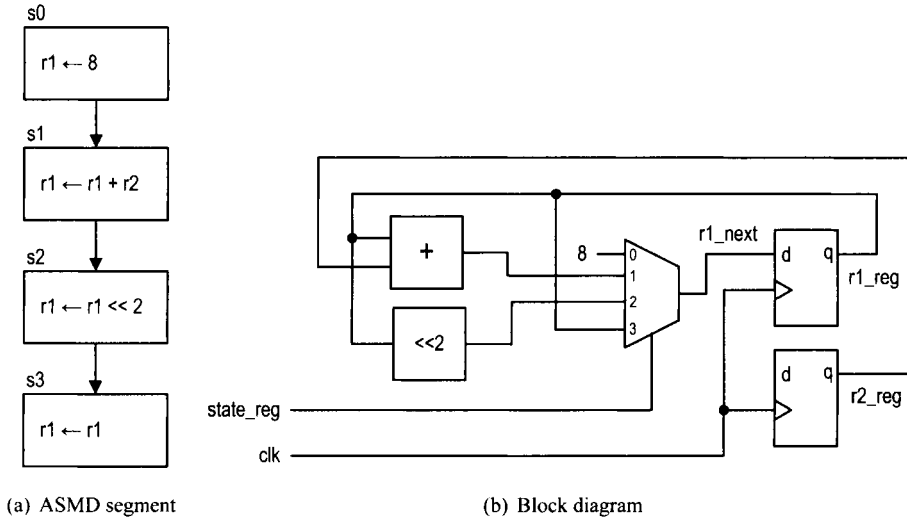 s0
r1 ← 8
s1
r1 ← r1 + r2
s2
r1 ← r1 << 2
s3
r1 ← r1
+
<<2
8
0
1
2
3
r1_next
d
q
r1_reg
d
q
r2_reg
state_reg
clk
(a) ASMD segment
(b) Block diagram